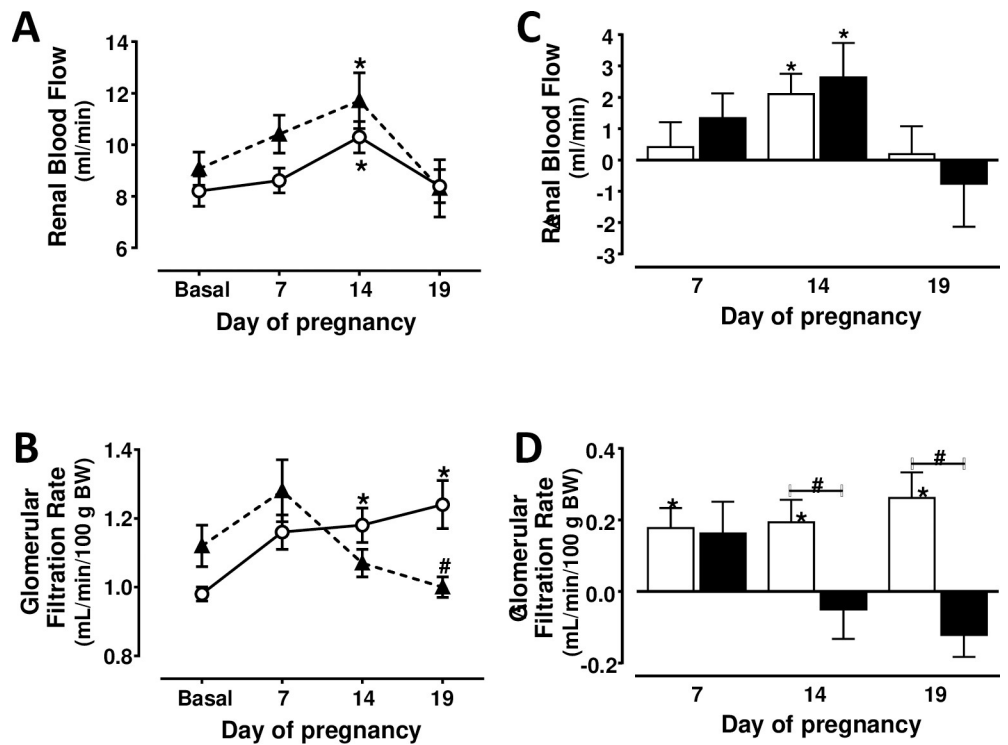 A
Renal Blood Flow
(ml/min)
14
12
10
8
6
*
*
Basal 7 14 19
Day of pregnancy
C
ΔRenal Blood Flow
(ml/min)
4
3
2
1
0
-1
-2
-3
*
*
7 14 19
Day of pregnancy
B
Glomerular
Filtration Rate
(mL/min/100 g BW)
1.4
1.2
1.0
0.8
*
*
#
Basal 7 14 19
Day of pregnancy
D
ΔGlomerular
Filtration Rate
(mL/min/100 g BW)
0.4
0.2
0.0
-0.2
*
#
*
#
*
7 14 19
Day of pregnancy